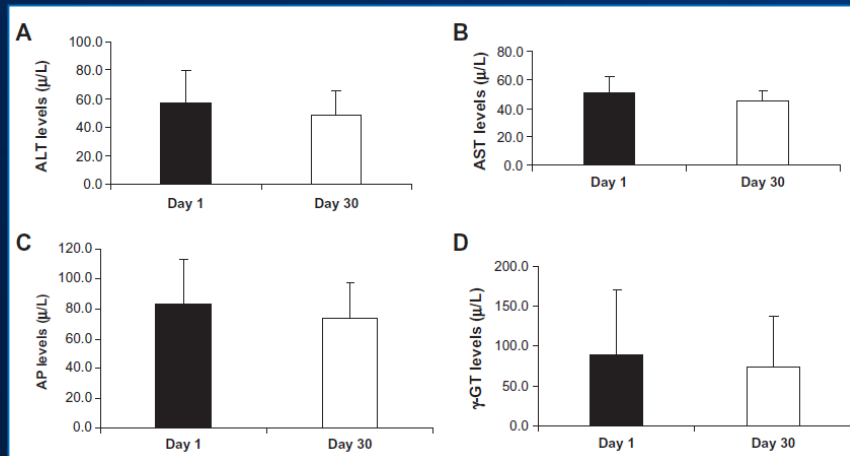 A
ALT levels (μ/L)
100.0
80.0
60.0
40.0
20.0
0.0
Day 1 Day 30
B
AST levels (μ/L)
80.0
60.0
40.0
20.0
0.0
Day 1 Day 30
C
AP levels (μ/L)
120.0
100.0
80.0
60.0
40.0
20.0
0.0
Day 1 Day 30
D
γ-GT levels (μ/L)
200.0
150.0
100.0
50.0
0.0
Day 1 Day 30